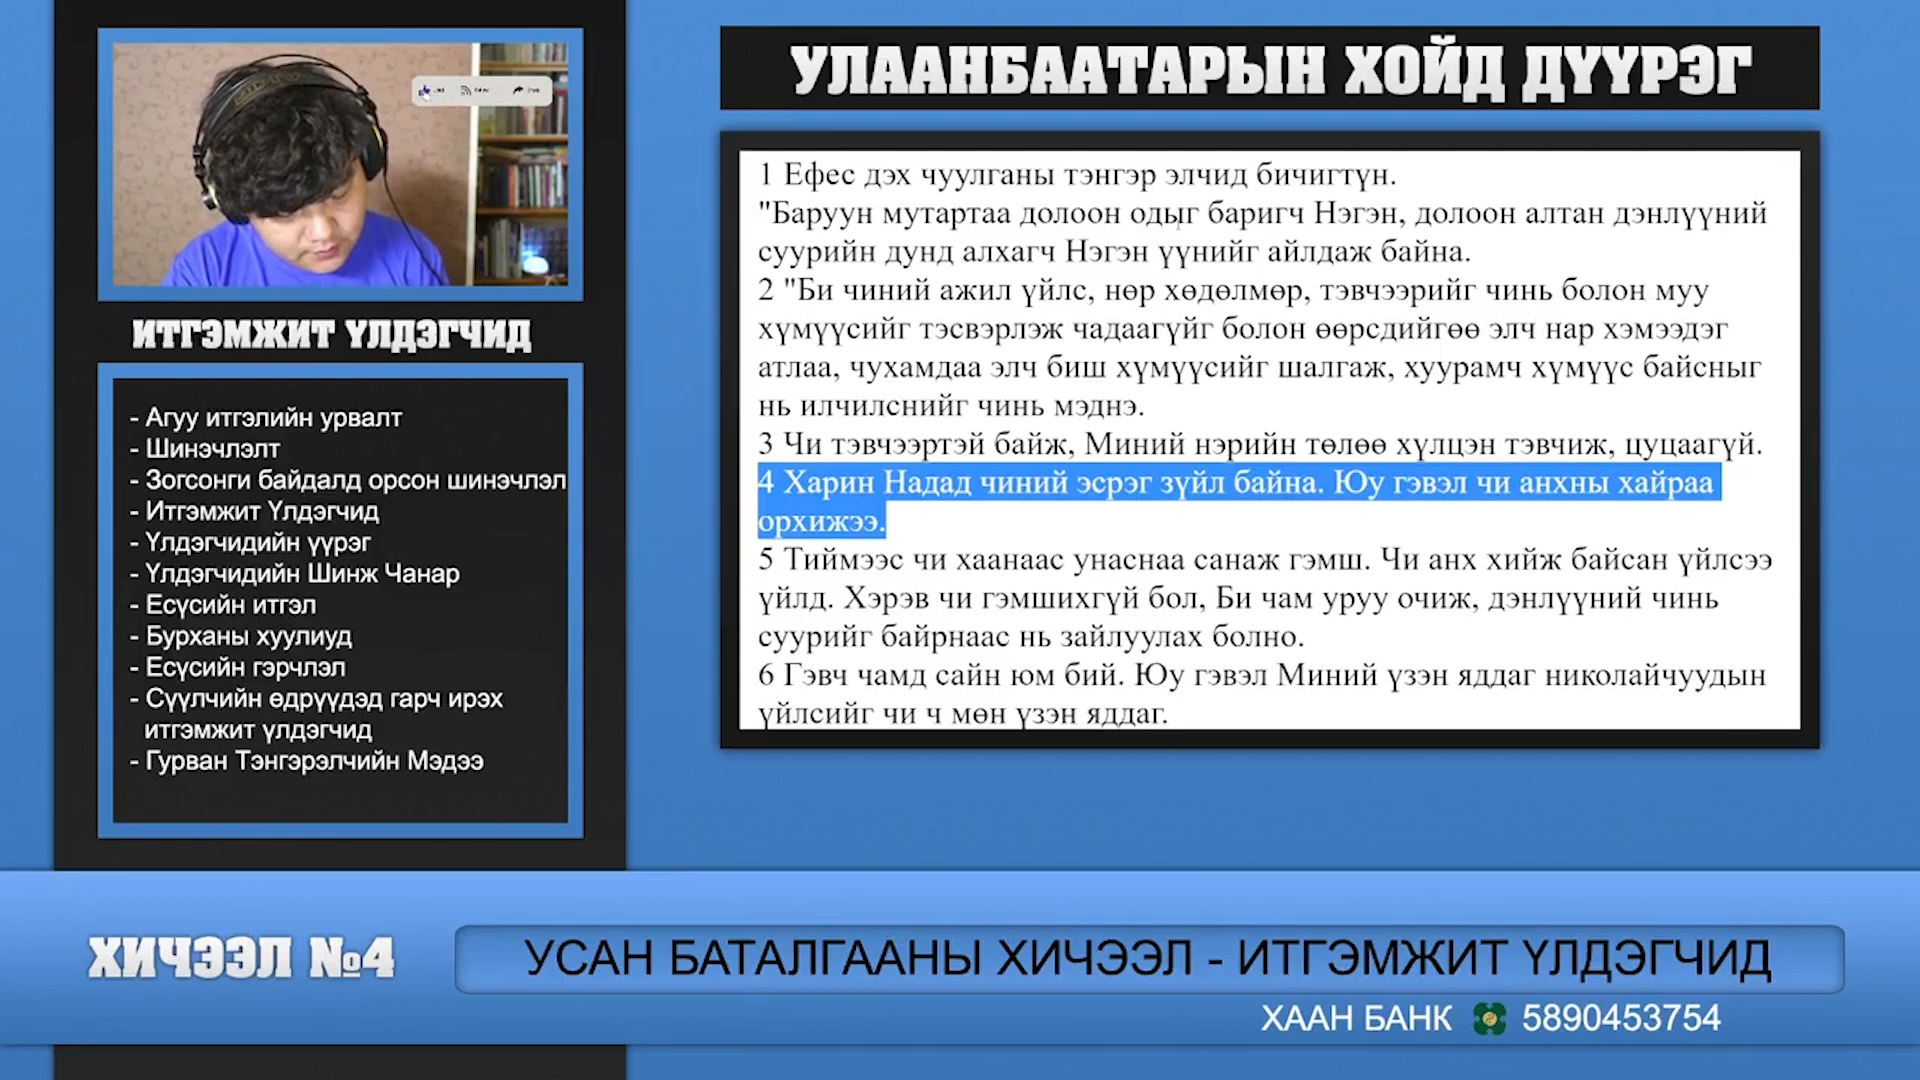 УЛААНБААТАРЫН ХОЙД ДҮҮРЭГ
ИТГЭМЖИТ ҮЛДЭГЧИД
- Агуу итгэлийн урвалт
- Шинэчлэлт
- Зогсонги байдалд орсон шинэчлэл
- Итгэмжит Үлдэгчид
- Үлдэгчидийн үүрэг
- Үлдэгчидийн Шинж Чанар
- Есүсийн итгэл
- Бурханы хуулиуд
- Есүсийн гэрчлэл
- Сүүлчийн өдрүүдэд гарч ирэх
итгэмжит үлдэгчид
- Гурван Тэнгэрэлчийн Мэдээ
1 Ефес дэх чуулганы тэнгэр элчид бичигтүн.
"Баруун мутартаа долоон одыг баригч Нэгэн, долоон алтан дэнлүүний
суурийн дунд алхагч Нэгэн үүнийг айлдаж байна.
2 "Би чиний ажил үйлс, нөр хөдөлмөр, тэвчээрийг чинь болон муу
хүмүүсийг тэсвэрлэж чадаагүйг болон өөрсдийгөө элч нар хэмээдэг
атлаа, чухамдаа элч биш хүмүүсийг шалгаж, хуурамч хүмүүс байсныг
нь илчилснийг чинь мэднэ.
3 Чи тэвчээртэй байж, Миний нэрийн төлөө хүлцэн тэвчиж, цуцаагүй.
4 Харин Надад чиний эсрэг зүйл байна. Юу гэвэл чи анхны хайраа
орхижээ.
5 Тиймээс чи хаанаас унаснаа санаж гэмш. Чи анх хийж байсан үйлсээ
үйлд. Хэрэв чи гэмшихгүй бол, Би чам уруу очиж, дэнлүүний чинь
суурийг байрнаас нь зайлуулах болно.
6 Гэвч чамд сайн юм бий. Юу гэвэл Миний үзэн яддаг николайчуудын
үйлсийг чи ч мөн үзэн яддаг.
ХИЧЭЭЛ №4
УСАН БАТАЛГААНЫ ХИЧЭЭЛ - ИТГЭМЖИТ ҮЛДЭГЧИД
ХААН БАНК 5890453754